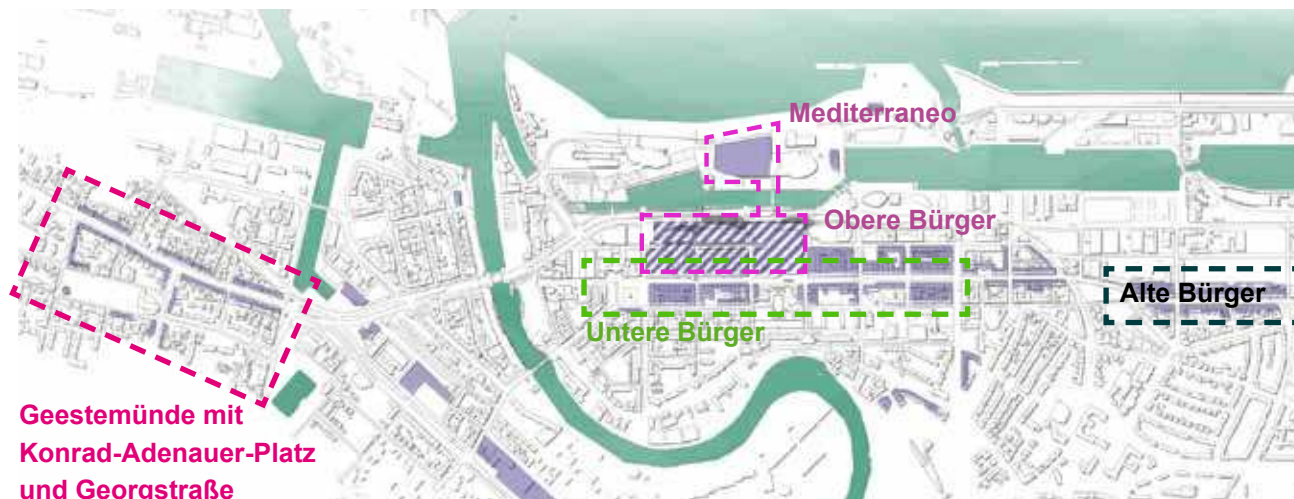 Mediterraneo
Obere Bürger
Alte Bürger
Untere Bürger
Geestemünde mit
Konrad-Adenauer-Platz
und Georgstraße